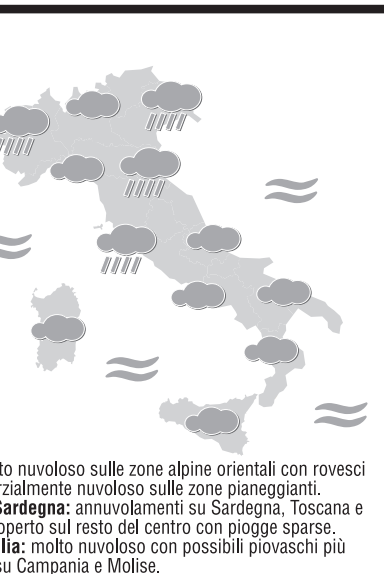 to nuvoloso sulle zone alpine orientali con rovesci
rzialmente nuvoloso sulle zone pianeggianti.
Sardegna: annuvolamenti su Sardegna, Toscana e
operto sul resto del centro con piogge sparse.
lia: molto nuvoloso con possibili piovaschi più
su Campania e Molise.